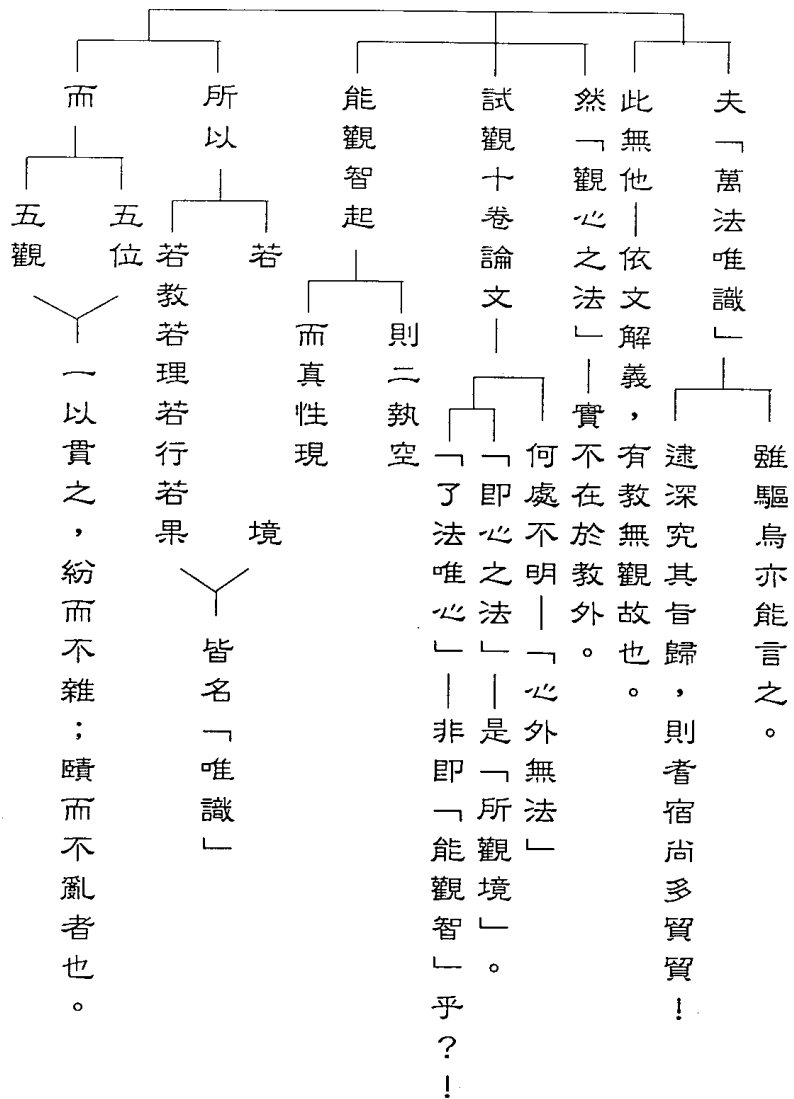 夫「萬法唯識」
雖驅烏亦能言之。
逮深究其旨歸，則耆宿尚多貿貿！
此無他—依文解義，有教無觀故也。
然「觀心之法」—實不在於教外。
試觀十卷論文—
何處不明—「心外無法」
「即心之法」—是「所觀境」。
「了法唯心」—非即「能觀智」乎？！
能觀智起
則二執空
而真性現
所以
若境
若教若理若行若果
皆名「唯識」
而
五位
五觀
一以貫之，紛而不雜；賾而不亂者也。